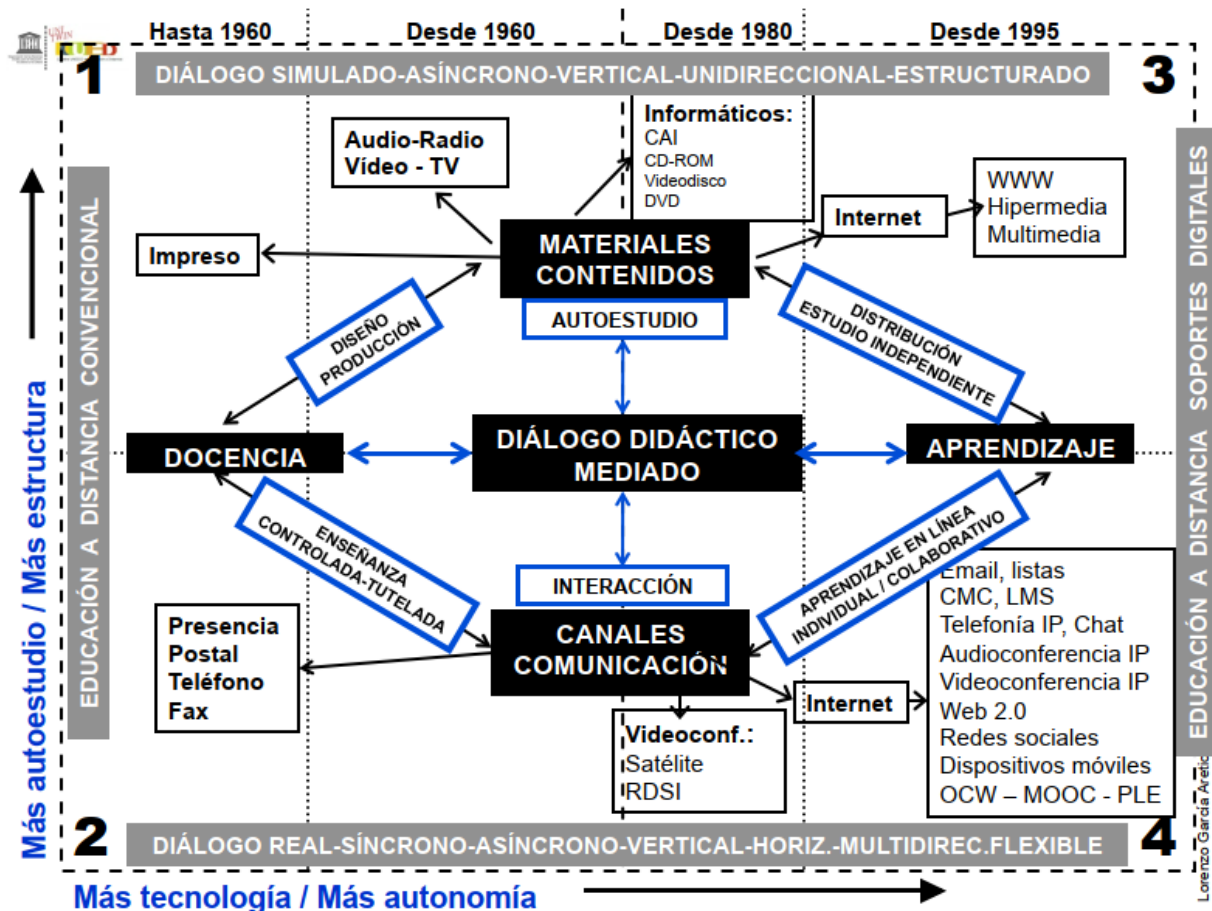 Hasta 1960
Desde 1960
Desde 1980
Desde 1995
1
DIÁLOGO SIMULADO-ASÍNCRONO-VERTICAL-UNIDIRECCIONAL-ESTRUCTURADO
3
Audio-Radio
Vídeo - TV
Informáticos:
CAI
CD-ROM
Videodisco
DVD
Impreso
MATERIALES
CONTENIDOS
Internet
WWW
Hipermedia
Multimedia
AUTOESTUDIO
DISEÑO
PRODUCCIÓN
DISTRIBUCIÓN
ESTUDIO INDEPENDIENTE
EDUCACIÓN A DISTANCIA CONVENCIONAL
EDUCACIÓN A DISTANCIA SOPORTES DIGITALES
Más autoestudio / Más estructura
DOCENCIA
DIÁLOGO DIDÁCTICO
MEDIADO
APRENDIZAJE
ENSEÑANZA
CONTROLADA-TUTELADA
INTERACCIÓN
APRENDIZAJE EN LÍNEA
INDIVIDUAL / COLABORATIVO
Presencia
Postal
Teléfono
Fax
CANALES
COMUNICACIÓN
Internet
Email, listas
CMC, LMS
Telefonía IP, Chat
Audioconferencia IP
Videoconferencia IP
Web 2.0
Redes sociales
Dispositivos móviles
OCW – MOOC - PLE
Videoconf.:
Satélite
RDSI
2
DIÁLOGO REAL-SÍNCRONO-ASÍNCRONO-VERTICAL-HORIZ.-MULTIDIREC.FLEXIBLE
4
Lorenzo García Aretio
Más tecnología / Más autonomía